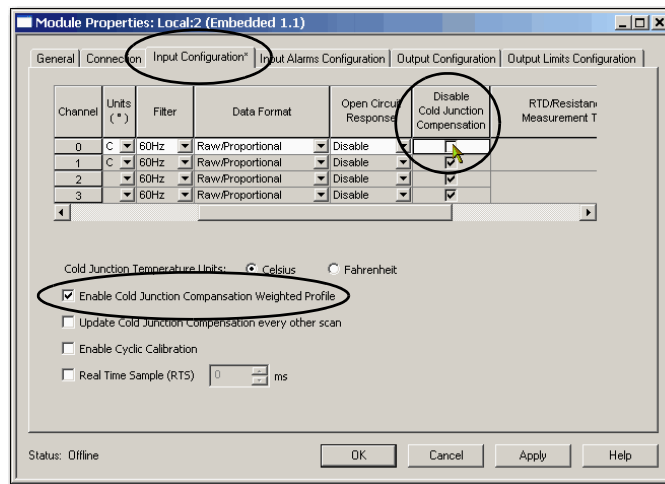 Module Properties: Local:2 (Embedded 1.1)
General Connection Input Configuration* Input Alarms Configuration Output Configuration Output Limits Configuration
Channel Units (°) Filter Data Format Open Circuit Response Disable Cold Junction Compensation RTD/Resistanc Measurement T
0 C 60Hz Raw/Proportional Disable
1 C 60Hz Raw/Proportional Disable
2 60Hz Raw/Proportional Disable
3 60Hz Raw/Proportional Disable
Cold Junction Temperature Units: Celsius Fahrenheit
Enable Cold Junction Compansation Weighted Profile
Update Cold Junction Compensation every other scan
Enable Cyclic Calibration
Real Time Sample (RTS) 0 ms
Status: Offline OK Cancel Apply Help